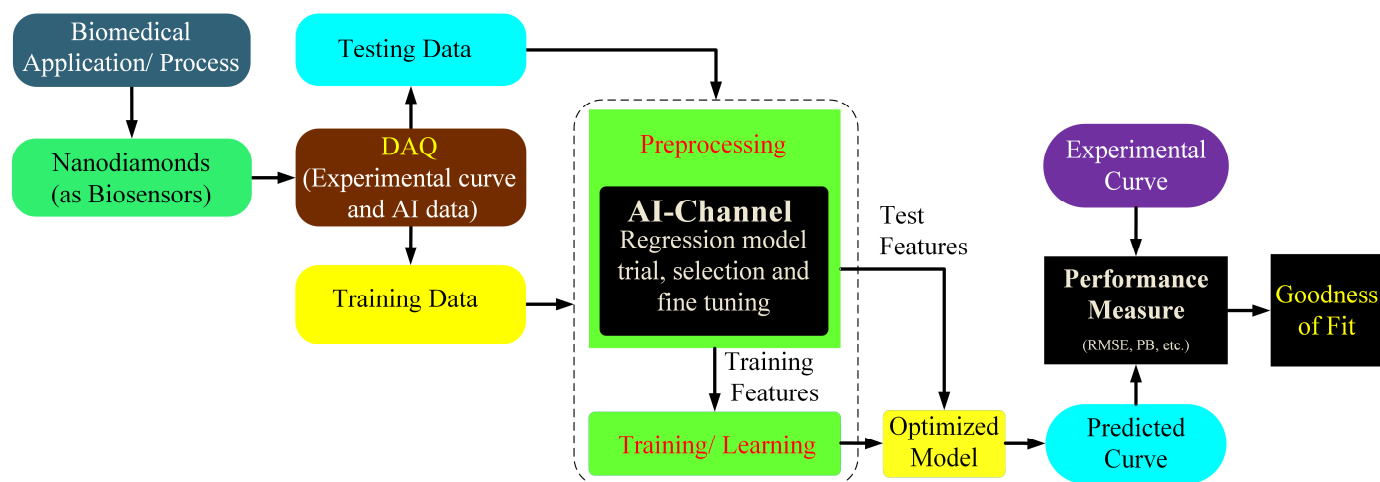 Biomedical
Application/ Process
Nanodiamonds
(as Biosensors)
Testing Data
DAQ
(Experimental curve
and AI data)
Training Data
Preprocessing
AI-Channel
Regression model
trial, selection and
fine tuning
Training
Features
Training/ Learning
Test
Features
Optimized
Model
Experimental
Curve
Performance
Measure
(RMSE, PB, etc.)
Predicted
Curve
Goodness
of Fit